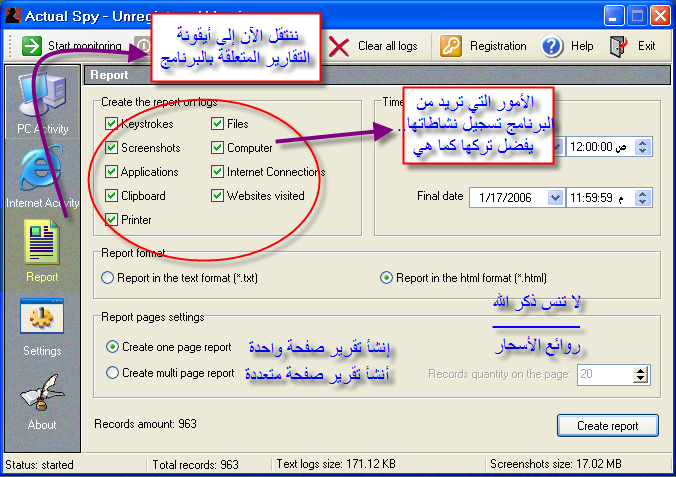 Actual Spy - Unregistered
Start monitoring
Clear all logs
Registration
Help
Exit
ننتقل الآن إلى أيقونة
التقارير المتعلقة بالبرنامج
PC Activity
Internet Activity
Report
Settings
About
Report
Create the report on logs
Keystrokes
Files
Screenshots
Computer
Applications
Internet Connections
Clipboard
Websites visited
Printer
الأمور التي تريد من
البرنامج تسجيل نشاطاتها..
يفضل تركها كما هي
12:00:00 ص
Final date
1/17/2006
11:59:59 م
Report format
Report in the text format (*.txt)
Report in the html format (*.html)
لا تنس ذكر الله
روائع الأسحار
Report pages settings
Create one page report
إنشأ تقرير صفحة واحدة
Create multi page report
أنشأ تقرير صفحة متعددة
Records quantity on the page:
20
Records amount: 963
Create report
Status: started
Total records: 963
Text logs size: 171.12 KB
Screenshots size: 17.02 MB